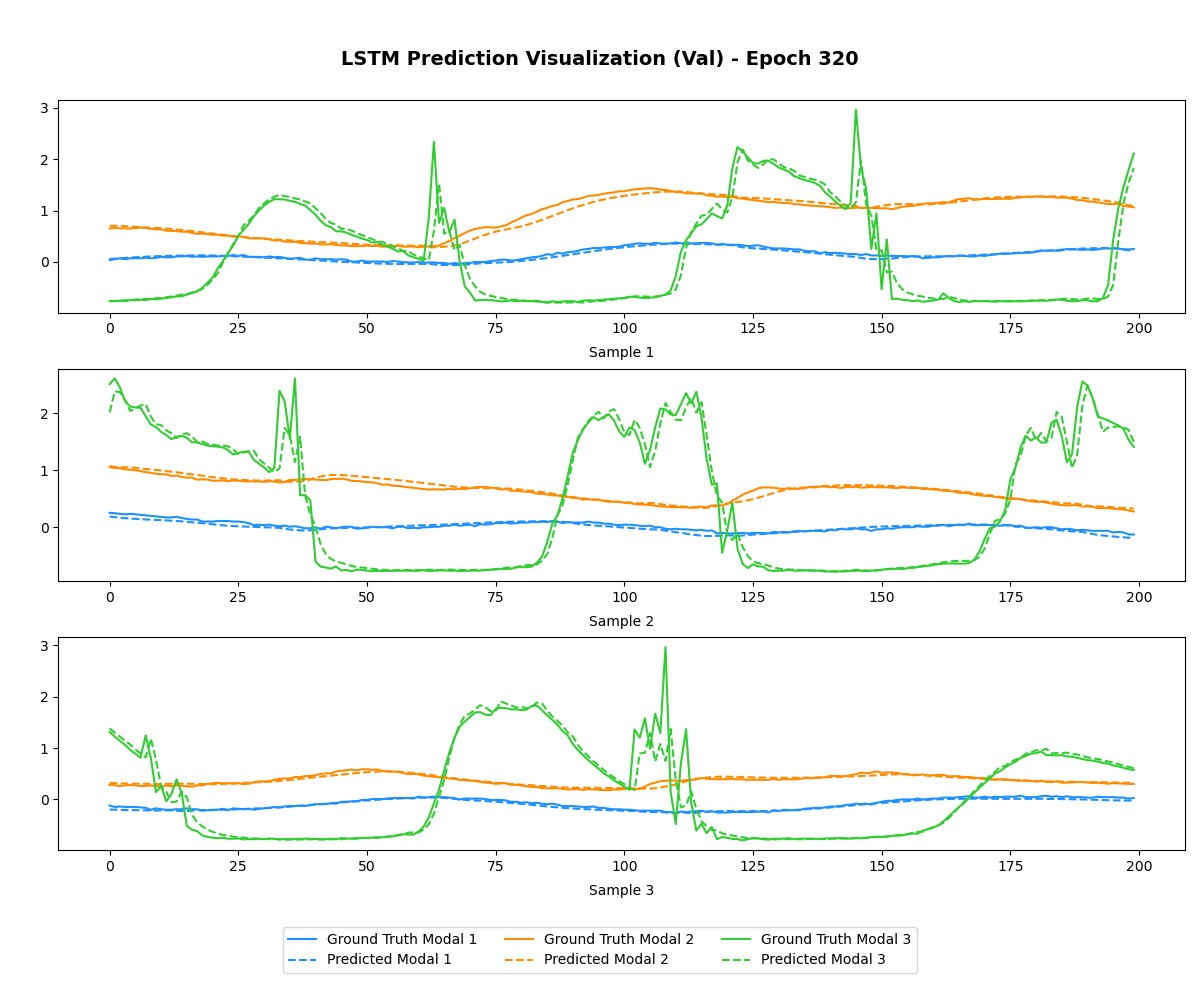 LSTM Prediction Visualization (Val) - Epoch 320
3
2
1
0
0 25 50 75 100 125 150 175 200
Sample 1
2
1
0
0 25 50 75 100 125 150 175 200
Sample 2
3
2
1
0
0 25 50 75 100 125 150 175 200
Sample 3
Ground Truth Modal 1 Ground Truth Modal 2 Ground Truth Modal 3
Predicted Modal 1 Predicted Modal 2 Predicted Modal 3